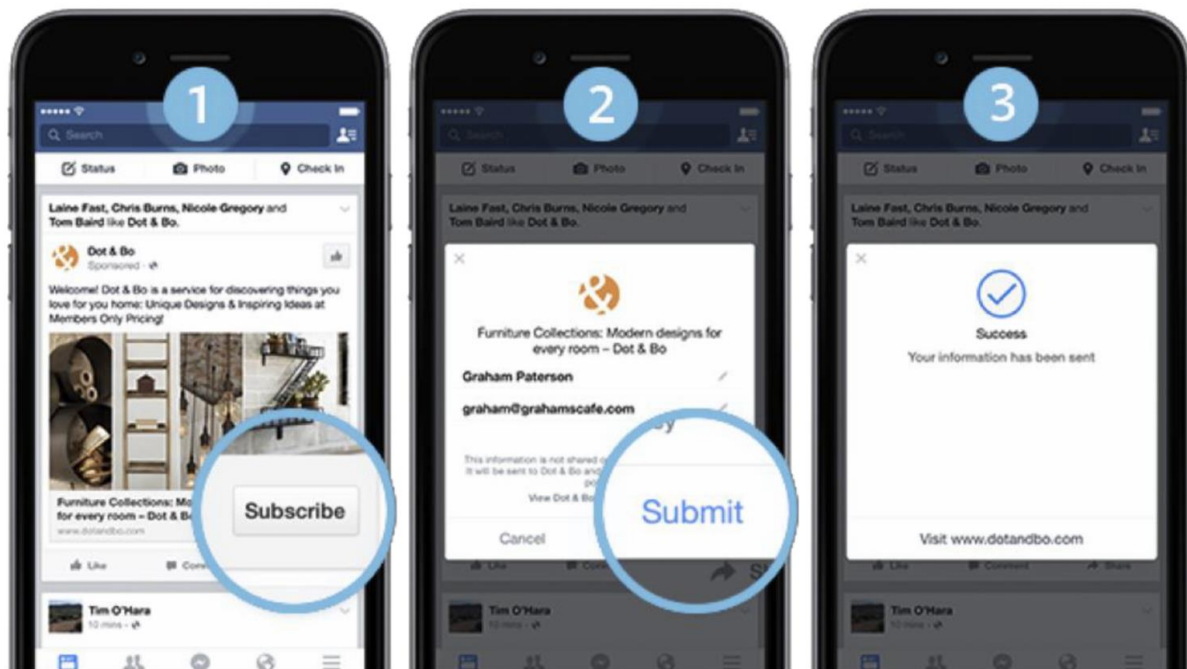 1
Search
Status Photo Check In
Laine Fast, Chris Burns, Nicole Gregory and
Tom Baird like Dot & Bo.
Dot & Bo
Sponsored ·
Welcome! Dot & Bo is a service for discovering things you
love for you home: Unique Designs & Inspiring Ideas at
Members Only Pricing!
Subscribe
Furniture Collections: Mo
for every room – Dot & B
www.dotandbo.com
Like Com
Tim O'Hara
10 mins ·
2
Search
Status Photo Check In
Laine Fast, Chris Burns, Nicole Gregory and
Tom Baird like Dot & Bo.
&
Furniture Collections: Modern designs for
every room – Dot & Bo
Graham Paterson
graham@grahamscafe.com
This information is not shared
It will be sent to Dot & Bo and
View Dot & Bo
Submit
Cancel
Like Com
Tim O'Hara
10 mins ·
3
Search
Status Photo Check In
Laine Fast, Chris Burns, Nicole Gregory and
Tom Baird like Dot & Bo.
Success
Your information has been sent
Visit www.dotandbo.com
Like Comment Share
Tim O'Hara
10 mins ·